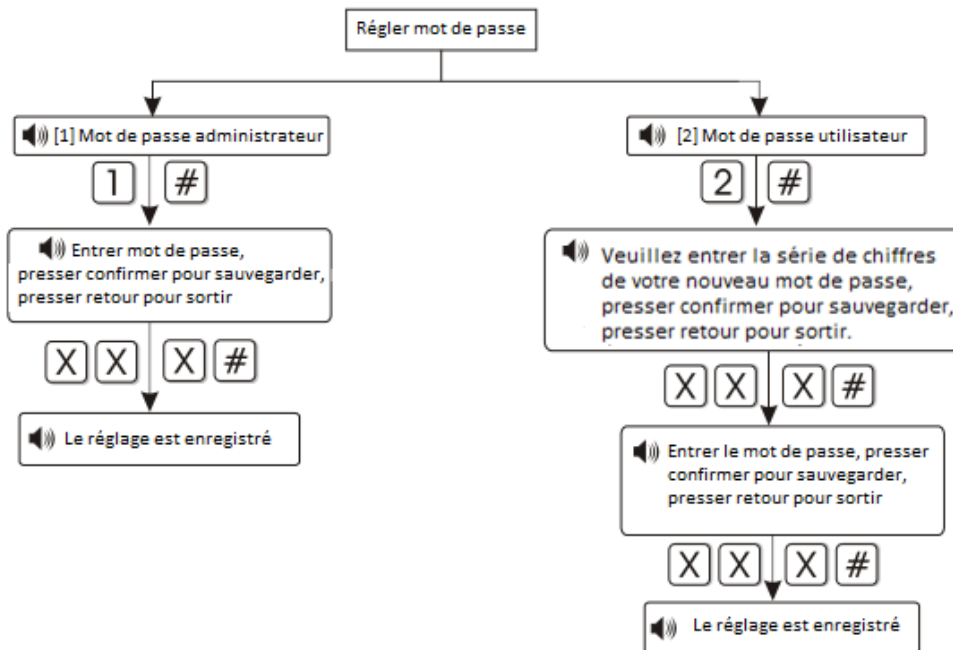 Régler mot de passe
[1] Mot de passe administrateur
1 #
Entrer mot de passe,
presser confirmer pour sauvegarder,
presser retour pour sortir
X X X #
Le réglage est enregistré
[2] Mot de passe utilisateur
2 #
Veuillez entrer la série de chiffres
de votre nouveau mot de passe,
presser confirmer pour sauvegarder,
presser retour pour sortir.
X X X #
Entrer le mot de passe, presser
confirmer pour sauvegarder,
presser retour pour sortir
X X X #
Le réglage est enregistré